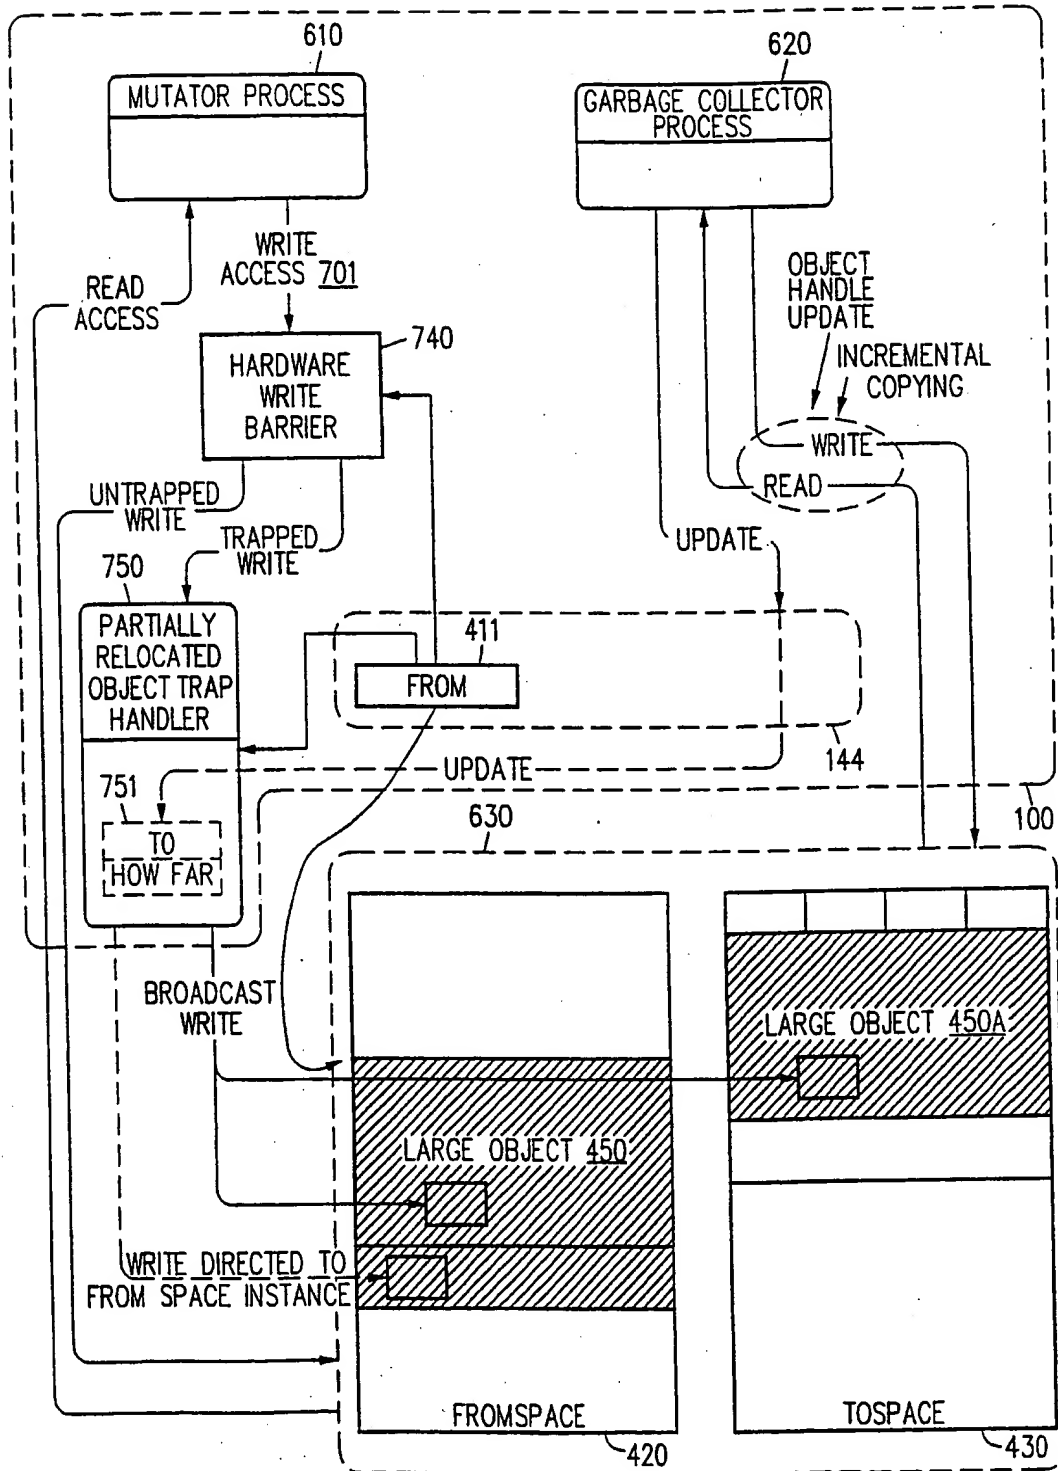 610
MUTATOR PROCESS
620
GARBAGE COLLECTOR
PROCESS
WRITE
ACCESS 701
READ
ACCESS
OBJECT
HANDLE
UPDATE
INCREMENTAL
COPYING
740
HARDWARE
WRITE
BARRIER
WRITE
READ
UNTRAPPED
WRITE
TRAPPED
WRITE
UPDATE
750
PARTIALLY
RELOCATED
OBJECT TRAP
HANDLER
411
FROM
144
UPDATE
751
TO
HOW FAR
630
100
BROADCAST
WRITE
LARGE OBJECT 450A
LARGE OBJECT 450
WRITE DIRECTED TO
FROM SPACE INSTANCE
FROMSPACE
TOSPACE
420
430